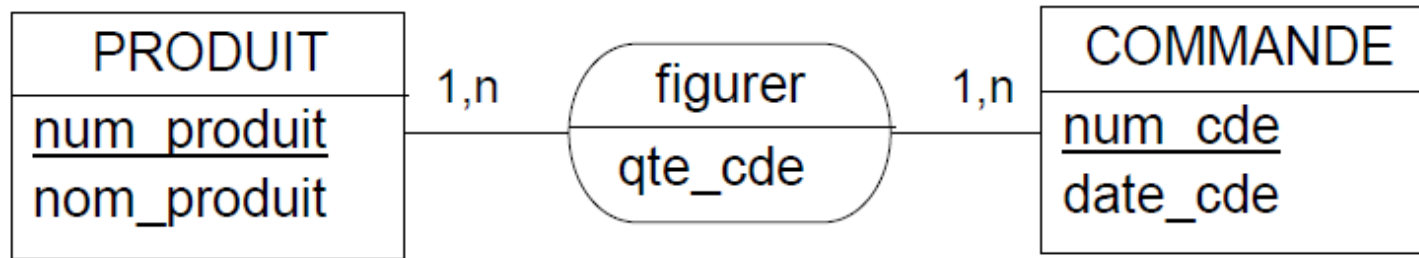 PRODUIT
num_produit
nom_produit
1,n
figurer
qte_cde
1,n
COMMANDE
num_cde
date_cde